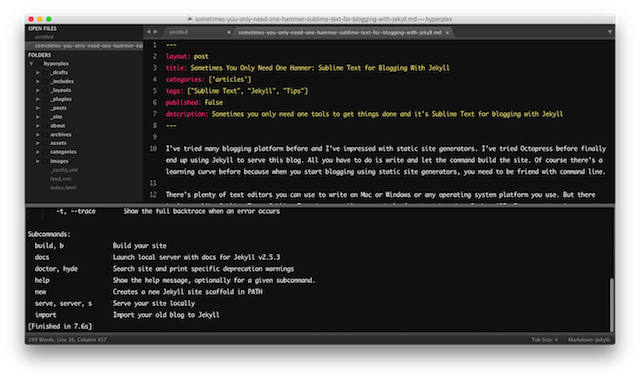 sometimes-you-only-need-one-hammer-sublime-text-for-blogging-with-jekyll.md — hyperplex
OPEN FILES
untitled
sometimes-you-only-need-one-hammer-sublime-text-for-blogging-with-jekyll.md
FOLDERS
hyperplex
_drafts
_includes
_layouts
_plugins
_posts
_site
about
archives
assets
categories
images
_config.yml
feed.xml
index.html
untitled
sometimes-you-only-need-one-hammer-sublime-text-for-blogging-with-jekyll.md
1 ---
2 layout: post
3 title: Sometimes You Only Need One Hammer: Sublime Text for Blogging With Jekyll
4 categories: ['articles']
5 tags: ["Sublime Text", "Jekyll", "Tips"]
6 published: False
7 description: Sometimes you only need one tools to get things done and it's Sublime Text for blogging with Jekyll
8 ---
9
10 I've tried many blogging platform before and I've impressed with static site generators. I've tried Octopress before finally
end up using Jekyll to serve this blog. All you have to do is write and let the command build the site. Of course there's a
learning curve before because when you start blogging using static site generators, you need to be friend with command line.
11
12 There's plenty of text editors you can use to write on Mac or Windows or any operating system platform you use. But there
-t, --trace Show the full backtrace when an error occurs
Subcommands:
build, b Build your site
docs Launch local server with docs for Jekyll v2.5.3
doctor, hyde Search site and print specific deprecation warnings
help Show the help message, optionally for a given subcommand.
new Creates a new Jekyll site scaffold in PATH
serve, server, s Serve your site locally
import Import your old blog to Jekyll
[Finished in 7.6s]
299 Words, Line 16, Column 457
Tab Size: 4
Markdown (Jekyll)